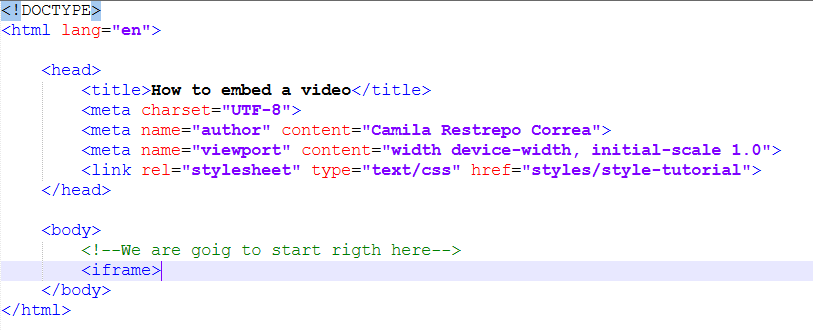 <!DOCTYPE>
<html lang="en">
<head>
<title>How to embed a video</title>
<meta charset="UTF-8">
<meta name="author" content="Camila Restrepo Correa">
<meta name="viewport" content="width device-width, initial-scale 1.0">
<link rel="stylesheet" type="text/css" href="styles/style-tutorial">
</head>
<body>
<!--We are goig to start rigth here-->
<iframe>
</body>
</html>